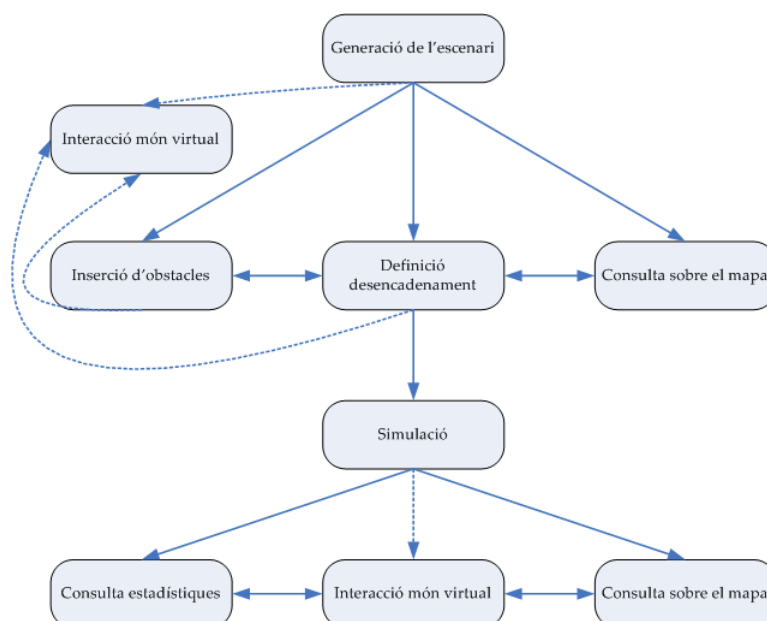 Generació de l'escenari
Interacció món virtual
Inserció d'obstacles
Definició
desencadenament
Consulta sobre el mapa
Simulació
Consulta estadístiques
Interacció món virtual
Consulta sobre el mapa